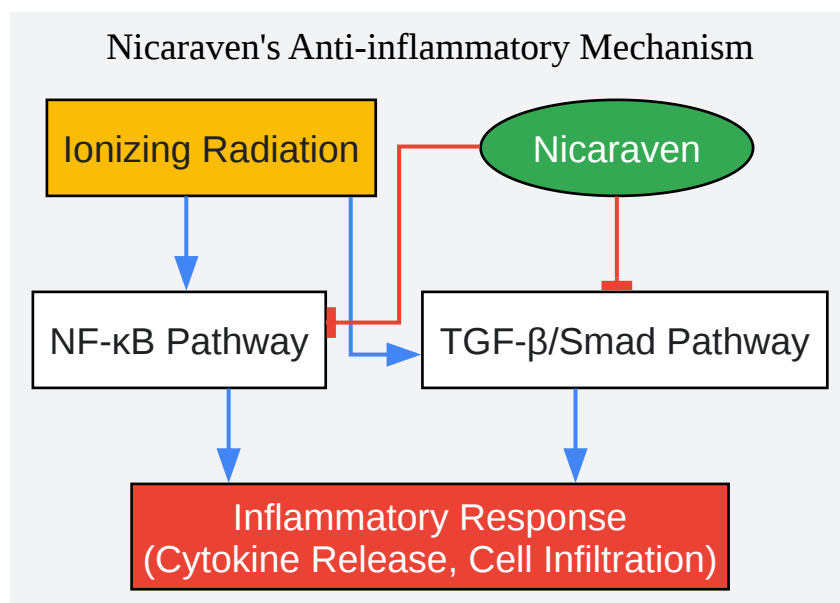 Nicaraven's Anti-inflammatory Mechanism
Ionizing Radiation
Nicaraven
NF-κB Pathway
TGF-β/Smad Pathway
Inflammatory Response
(Cytokine Release, Cell Infiltration)